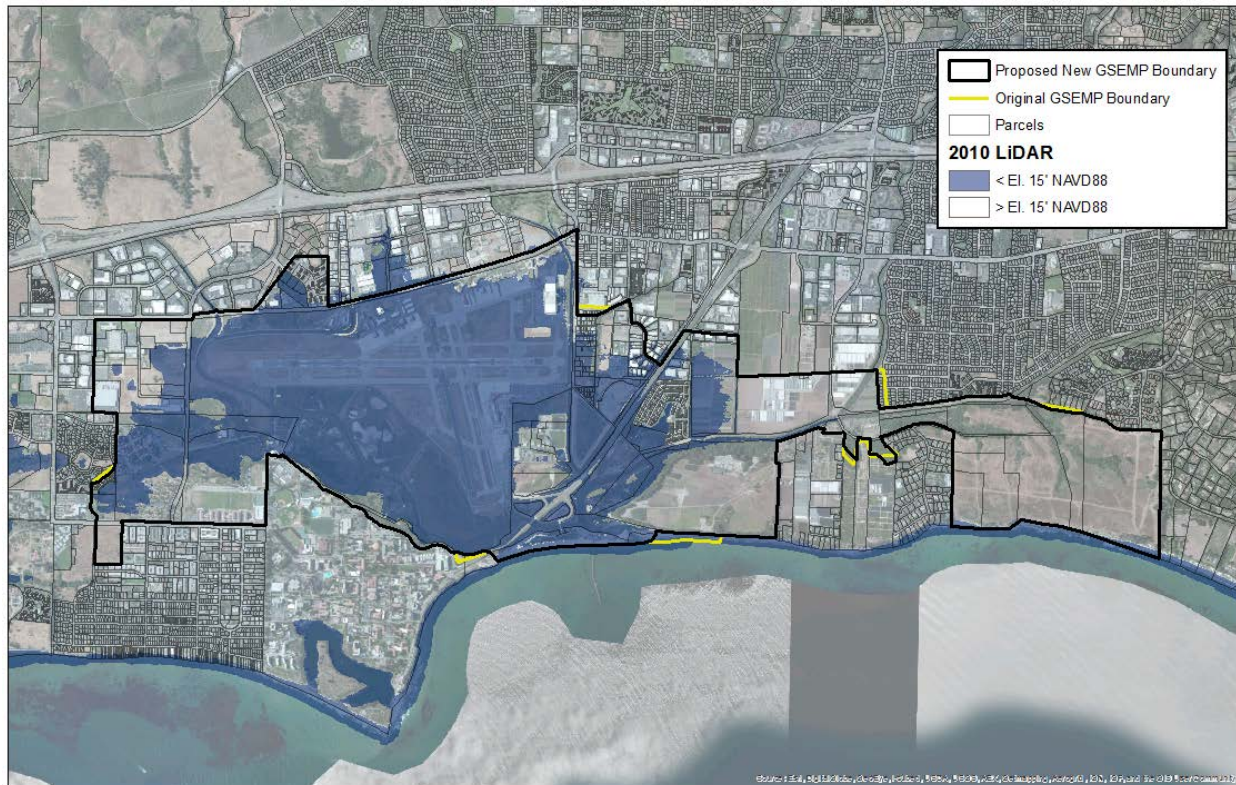 Proposed New GSEMP Boundary
Original GSEMP Boundary
Parcels
2010 LiDAR
< El. 15' NAVD88
> El. 15' NAVD88